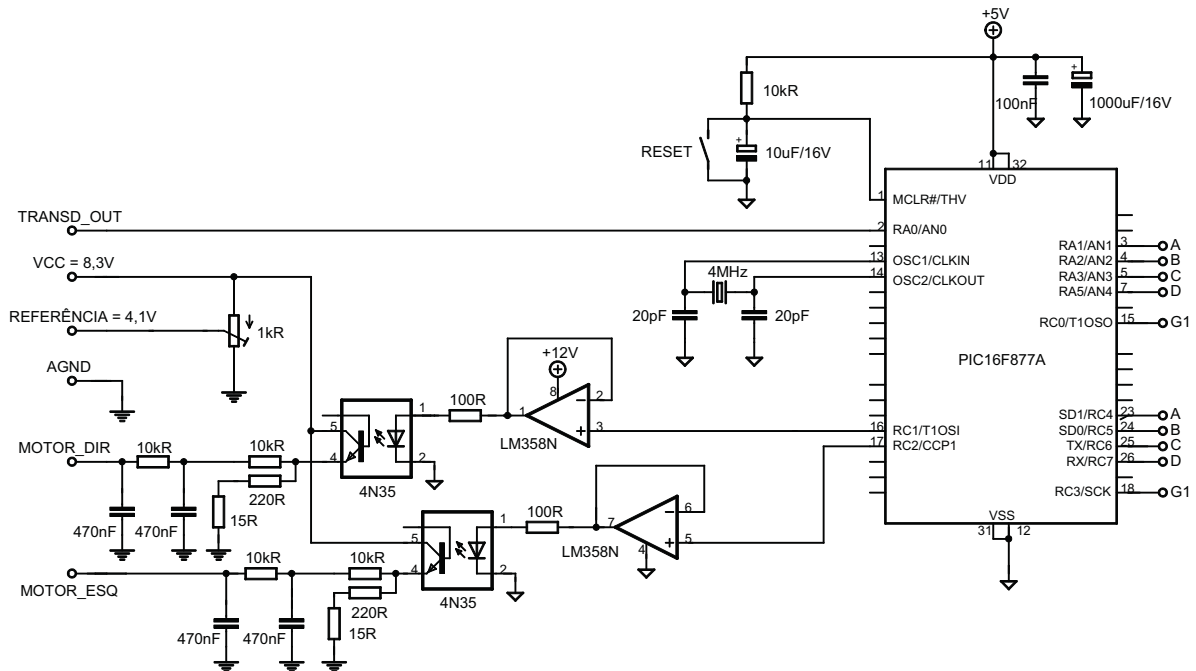 +5V
10kR
100nF
1000uF/16V
RESET
10uF/16V
11
32
VDD
TRANSD_OUT
1
MCLR#/THV
2
RA0/AN0
VCC = 8,3V
13
OSC1/CLKIN
14
OSC2/CLKOUT
4MHz
20pF
20pF
RA1/AN1
3
A
RA2/AN2
4
B
RA3/AN3
5
C
RA5/AN4
7
D
RC0/T1OSO
15
G1
REFERÊNCIA = 4,1V
1kR
PIC16F877A
AGND
+12V
8
100R
1
2
3
LM358N
1
5
4
2
4N35
16
RC1/T1OSI
17
RC2/CCP1
SD1/RC4
23
A
SD0/RC5
24
B
TX/RC6
25
C
RX/RC7
26
D
RC3/SCK
18
G1
MOTOR_DIR
10kR
10kR
220R
15R
470nF
470nF
100R
7
6
5
4
LM358N
1
5
4
2
4N35
VSS
31
12
MOTOR_ESQ
10kR
10kR
220R
15R
470nF
470nF